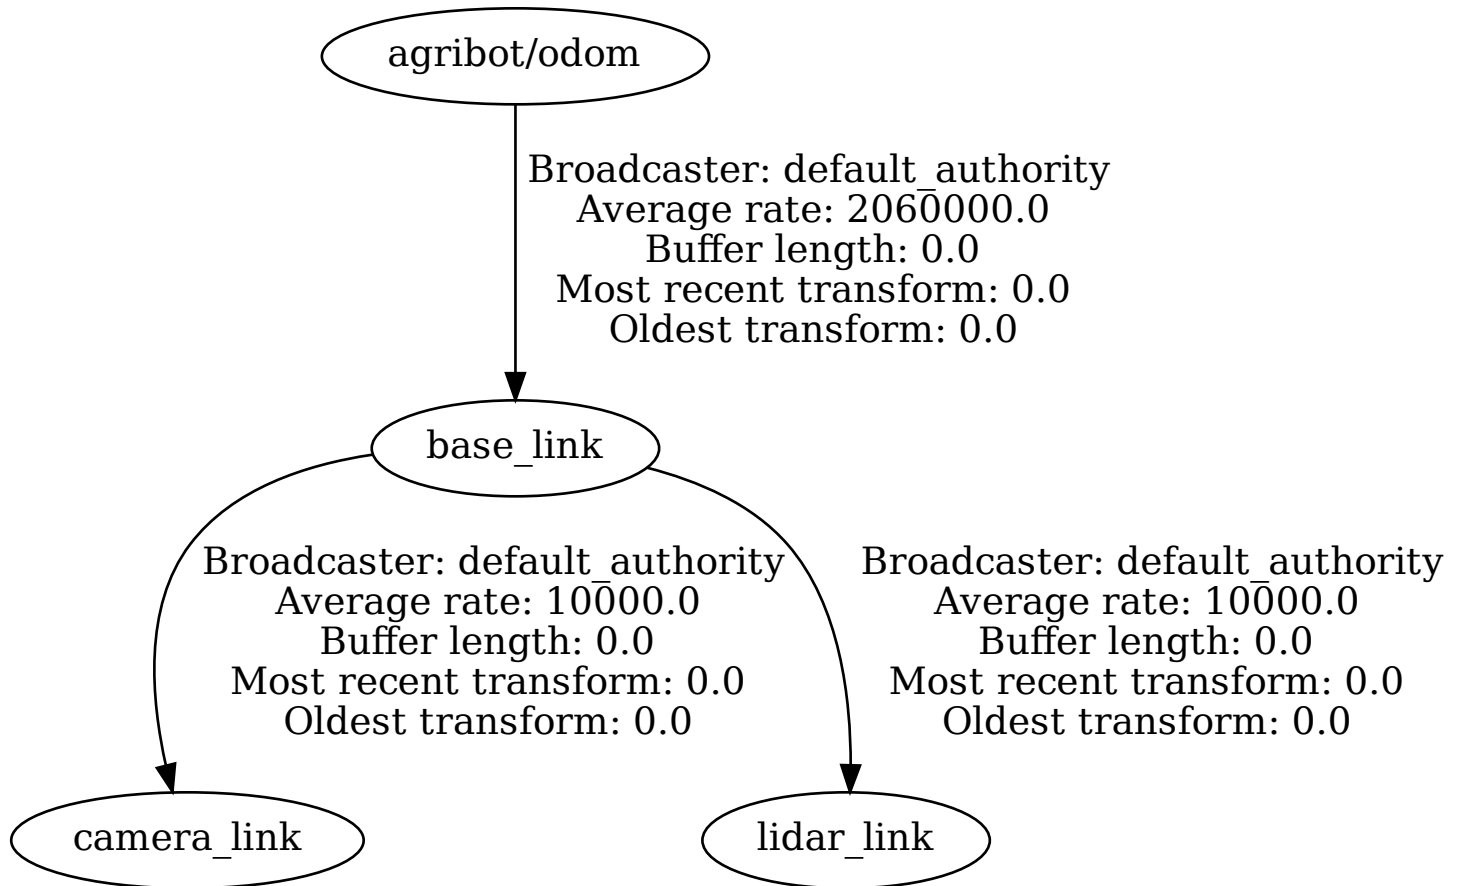 agribot/odom
Broadcaster: default_authority
Average rate: 2060000.0
Buffer length: 0.0
Most recent transform: 0.0
Oldest transform: 0.0
base_link
Broadcaster: default_authority
Average rate: 10000.0
Buffer length: 0.0
Most recent transform: 0.0
Oldest transform: 0.0
Broadcaster: default_authority
Average rate: 10000.0
Buffer length: 0.0
Most recent transform: 0.0
Oldest transform: 0.0
camera_link
lidar_link